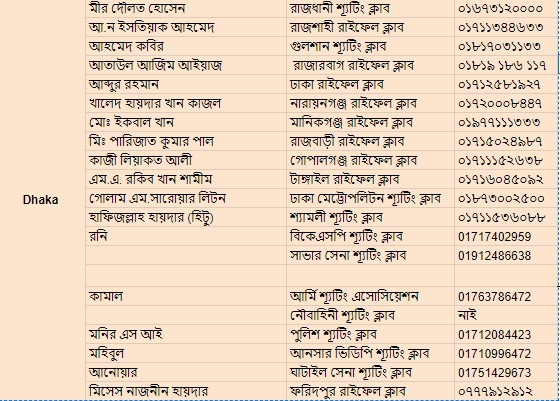 মীর দৌলত হোসেন রাজধানী শ্যূটিং ক্লাব ০১৬৭৩১২০০০০
আ.ন ইসতিয়াক আহমেদ রাজশাহী রাইফেল ক্লাব ০১৭১১৩৪৪৬৩৩
আহমেদ কবির গুলশান শ্যূটিং ক্লাব ০১৮১৭০৩১১৩৩
আতাউল আজিম আইয়াজ রাজারবাগ রাইফেল ক্লাব ০১৮১৯ ১৮৬ ১১৭
আব্দুর রহমান ঢাকা রাইফেল ক্লাব ০১৭১২৫৮১৯২৭
খালেদ হায়দার খান কাজল নারায়নগঞ্জ রাইফেল ক্লাব ০১৭২০০০৮৪৪৭
মোঃ ইকবাল খান মানিকগঞ্জ রাইফেল ক্লাব ০১৯৭৭১১১৩৩৩
মিঃ পারিজাত কুমার পাল রাজবাড়ী রাইফেল ক্লাব ০১৭১৫০২৪৯৮৭
কাজী লিয়াকত আলী গোপালগঞ্জ রাইফেল ক্লাব ০১৭১১১৫২৬৩৮
এম.এ. রকিব খান শামীম টাঙ্গাইল রাইফেল ক্লাব ০১৭১৬০৪৫০৯২
Dhaka গোলাম এম.সারোয়ার লিটন ঢাকা মেট্টোপলিটন শ্যূটিং ক্লাব ০১৮৭৩০০২৫০০
হাফিজল্লাহ হায়দার (হিটু) শ্যামলী শ্যূটিং ক্লাব ০১৭১১৫৩৬০৮৮
রনি বিকেএসপি শ্যূটিং ক্লাব 01717402959
সাভার সেনা শ্যূটিং ক্লাব 01912486638
কামাল আর্মি শ্যূটিং এসোসিয়েশন 01763786472
নৌবাহিনী শ্যূটিং ক্লাব নাই
মনির এস আই পুলিশ শ্যূটিং ক্লাব 01712084423
মহিবুল আনসার ভিডিপি শ্যূটিং ক্লাব 01710996472
আনোয়ার ঘাটাইল সেনা শ্যূটিং ক্লাব 01751429673
মিসেস নাজনীন হায়দার ফরিদপুর রাইফেল ক্লাব ০৭৭৭৯১২৯১২